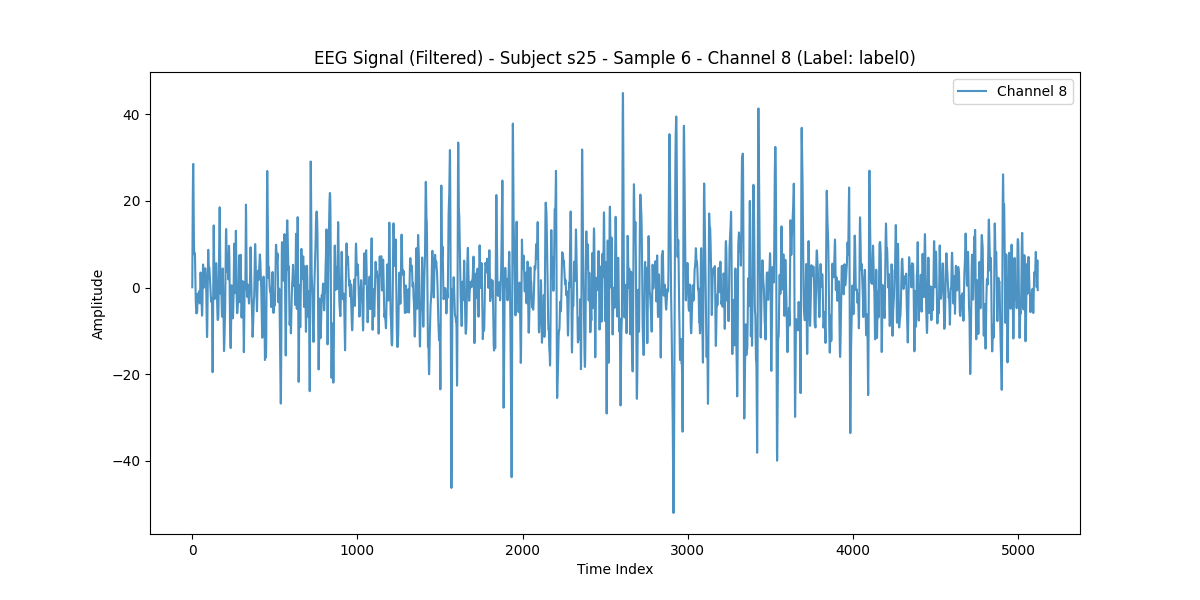 EEG Signal (Filtered) - Subject s25 - Sample 6 - Channel 8 (Label: label0)
Channel 8
40
20
0
−20
−40
Amplitude
0
1000
2000
3000
4000
5000
Time Index